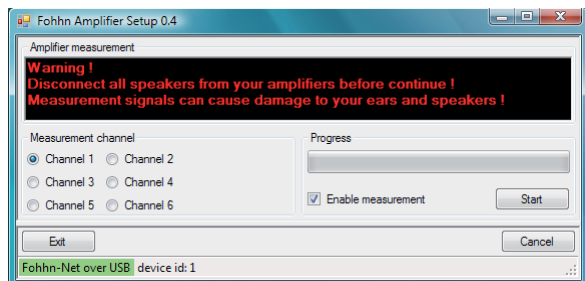 Fohhn Amplifier Setup 0.4
Amplifier measurement
Warning !
Disconnect all speakers from your amplifiers before continue !
Measurement signals can cause damage to your ears and speakers !
Measurement channel
Progress
Channel 1 Channel 2
Channel 3 Channel 4
Enable measurement Start
Channel 5 Channel 6
Exit Cancel
Fohhn-Net over USB device id: 1